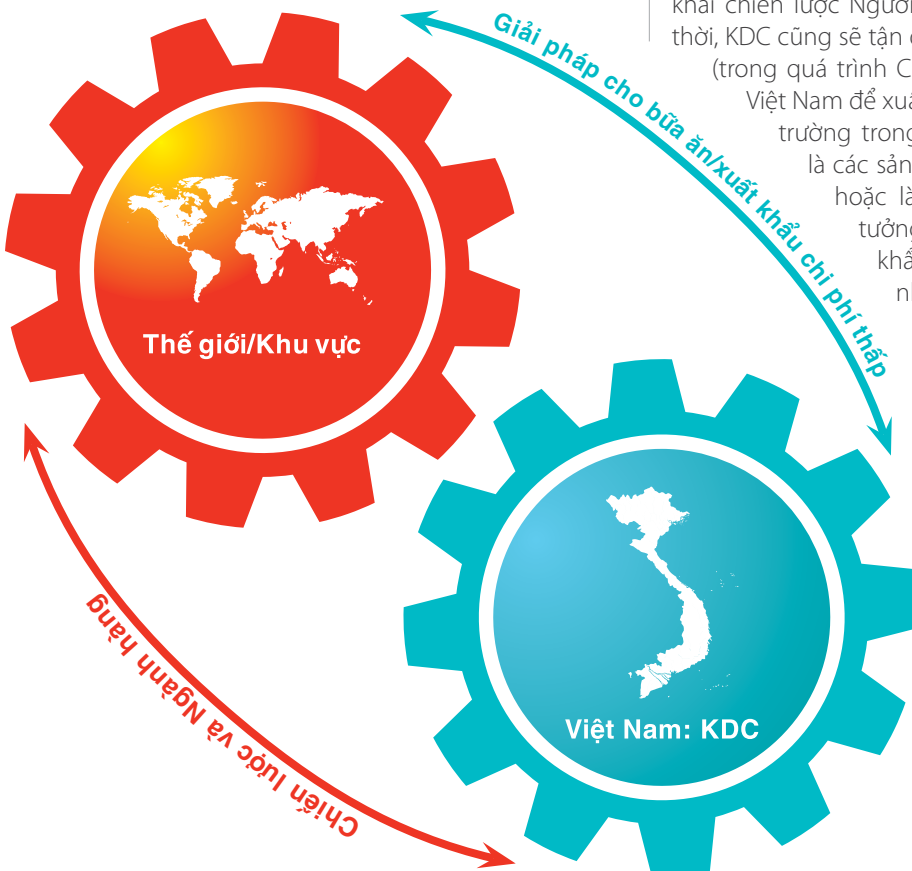 khai chiến lược Người
thời, KDC cũng sẽ tận
(trong quá trình C
Việt Nam để xuấ
trường trong
là các sản
hoặc là
tưởng
khẩ
Giải pháp cho bữa ăn/xuất khẩu chi phí thấp
Thế giới/Khu vực
Việt Nam: KDC
Chiến lược và Ngành hàng